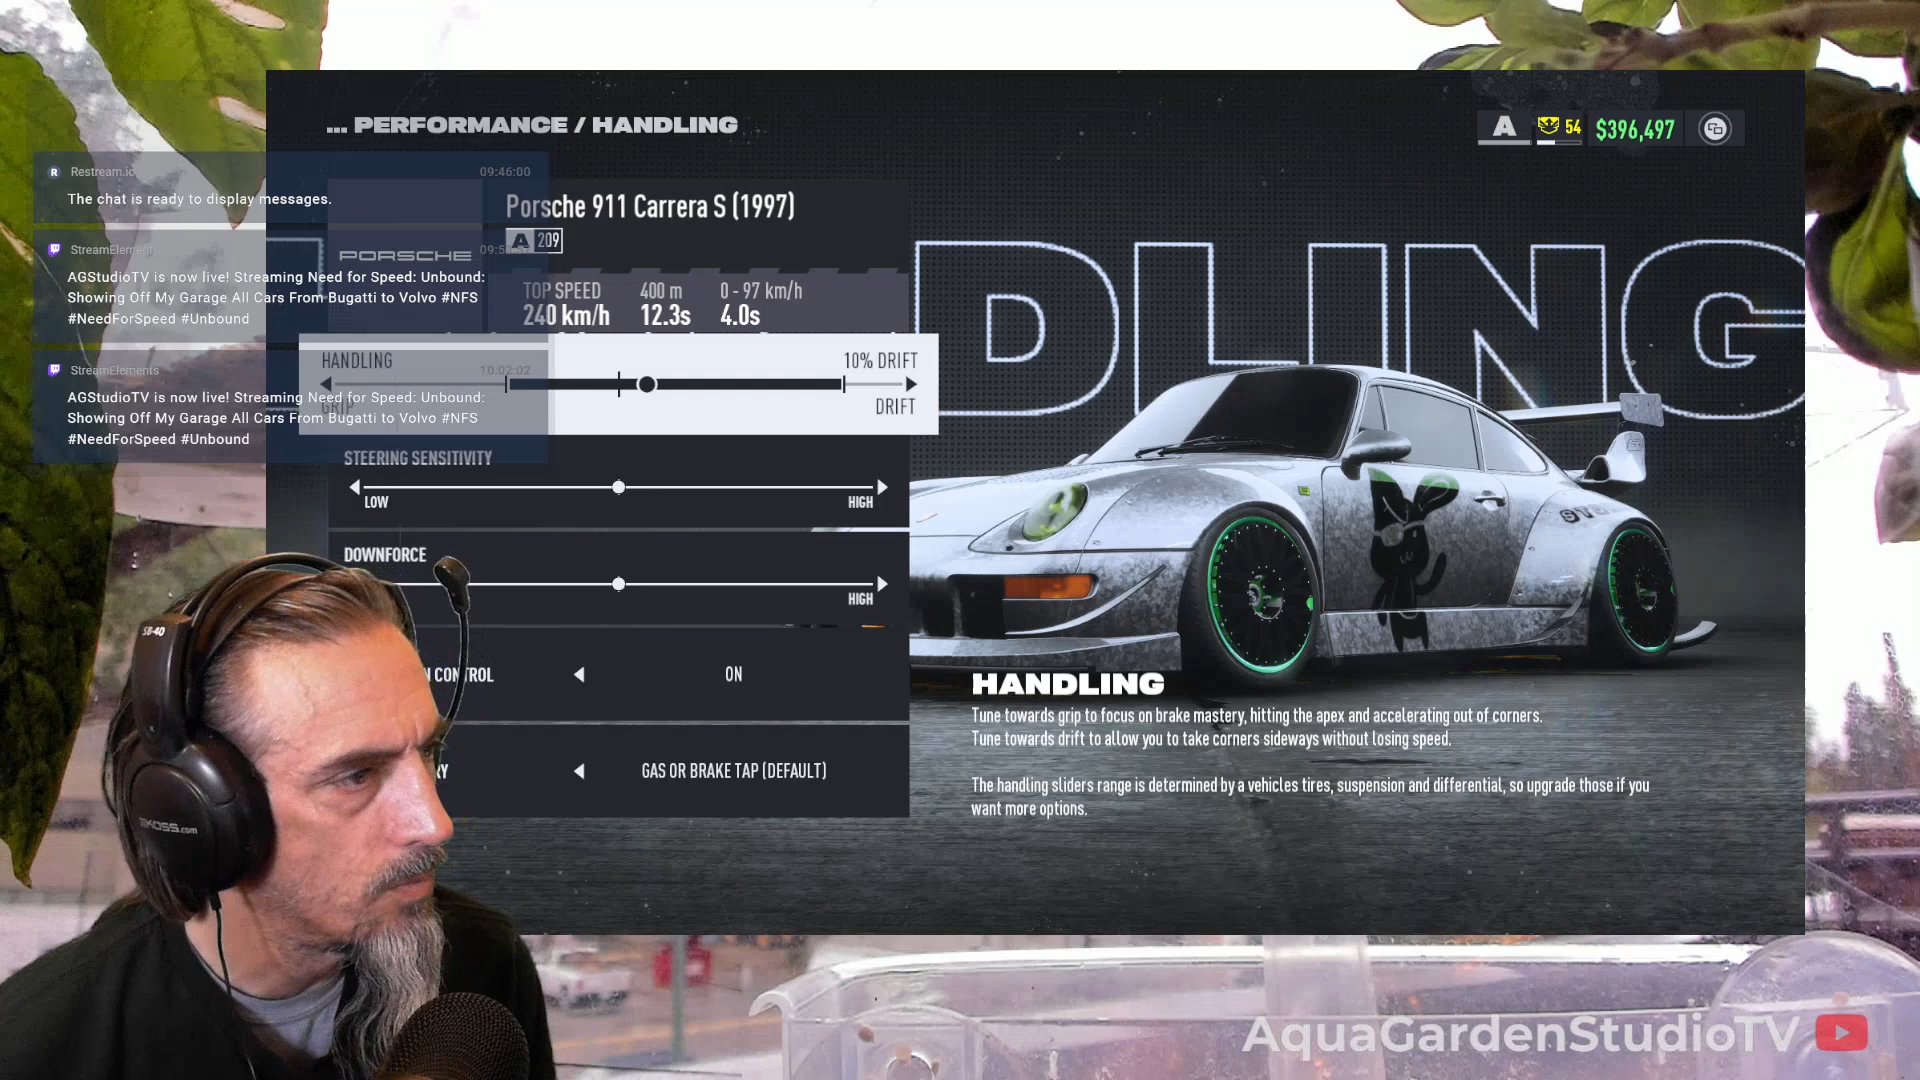 ... PERFORMANCE / HANDLING
A 54 $396,497
Restream.io 09:46:00
The chat is ready to display messages.
Porsche 911 Carrera S (1997)
A 209
PORSCHE
StreamElements
AGStudioTV is now live! Streaming Need for Speed: Unbound:
Showing Off My Garage All Cars From Bugatti to Volvo #NFS
#NeedForSpeed #Unbound
TOP SPEED 400 m 0 - 97 km/h
240 km/h 12.3s 4.0s
HANDLING 10% DRIFT
GRIP DRIFT
StreamElements 10:02:02
AGStudioTV is now live! Streaming Need for Speed: Unbound:
Showing Off My Garage All Cars From Bugatti to Volvo #NFS
#NeedForSpeed #Unbound
STEERING SENSITIVITY
LOW HIGH
DOWNFORCE
HIGH
CONTROL ON
GAS OR BRAKE TAP (DEFAULT)
DLING
HANDLING
Tune towards grip to focus on brake mastery, hitting the apex and accelerating out of corners.
Tune towards drift to allow you to take corners sideways without losing speed.
The handling sliders range is determined by a vehicles tires, suspension and differential, so upgrade those if you
want more options.
SB-40
KOSS.com
AquaGardenStudioTV